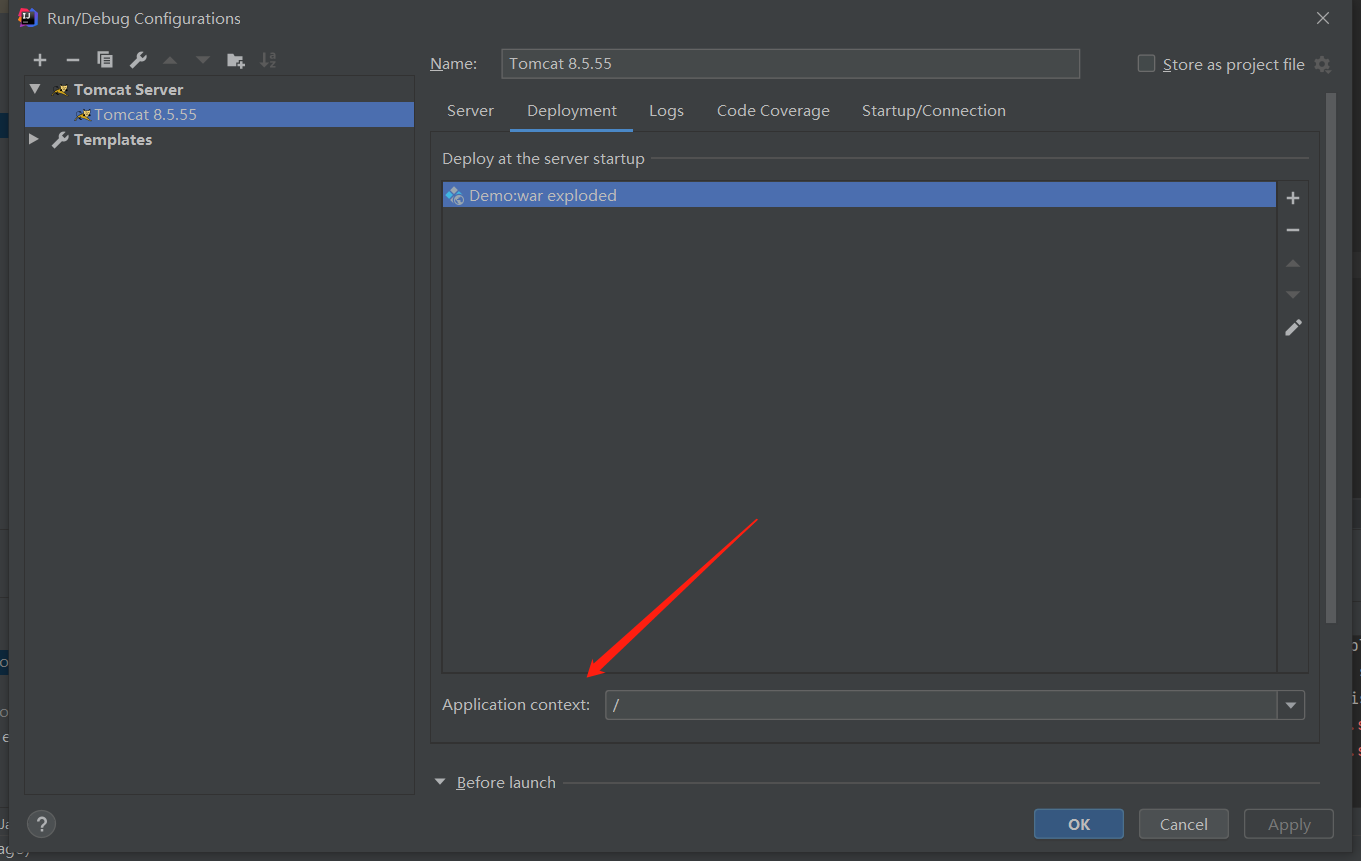 Run/Debug Configurations
Name: Tomcat 8.5.55
Store as project file
Tomcat Server
Tomcat 8.5.55
Templates
Server Deployment Logs Code Coverage Startup/Connection
Deploy at the server startup
Demo:war exploded
Application context: /
Before launch
?
OK Cancel Apply